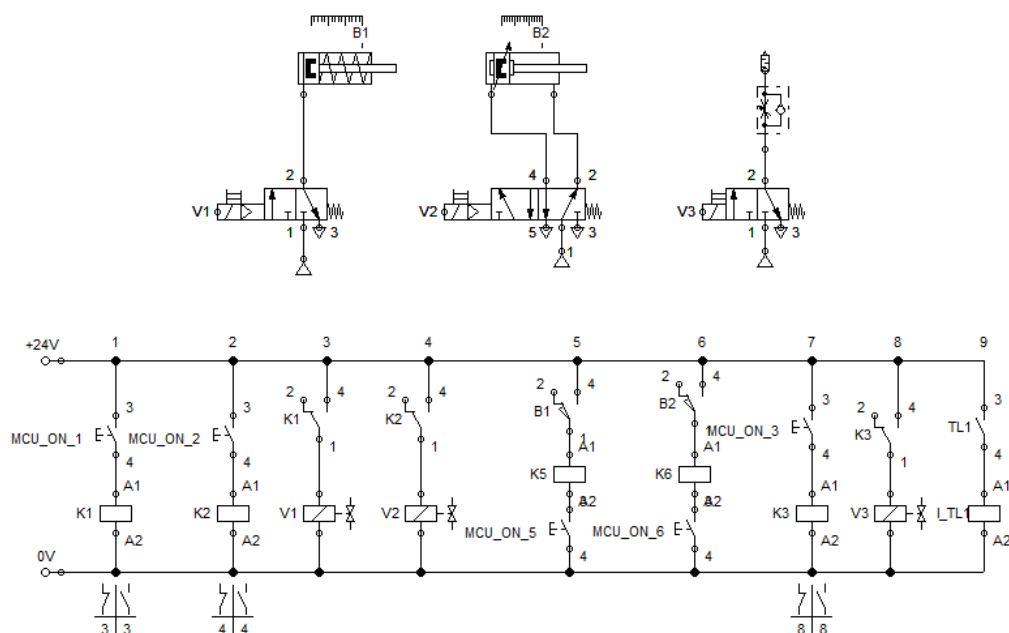 B1
B2
2
4
2
2
V1
V2
V3
1
3
5
3
1
1
3
1
2
3
4
5
6
7
8
9
+24V
3
3
2
4
2
4
2
4
2
4
3
2
4
3
MCU_ON_1
MCU_ON_2
K1
K2
B1
B2
MCU_ON_3
K3
TL1
4
4
1
1
1
1
4
1
4
A1
A1
A1
A1
A1
A1
K1
K2
V1
V2
K5
K6
K3
V3
I_TL1
A2
A2
A2
A2
A2
A2
MCU_ON_5
MCU_ON_6
4
4
0V
3
3
4
4
8
8